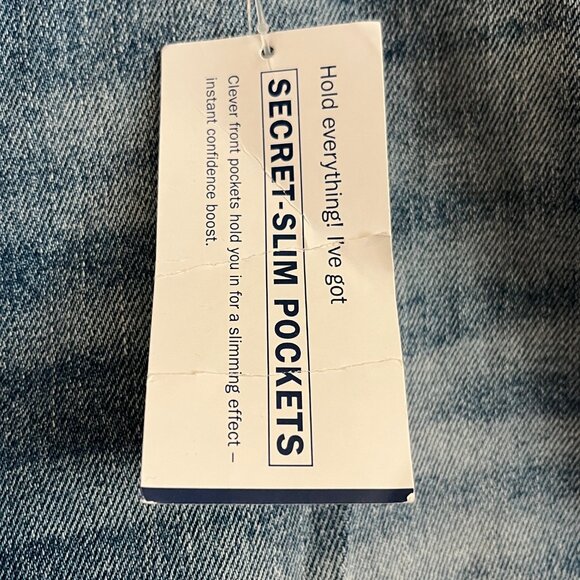 Hold everything! I've got
SECRET-SLIM POCKETS
Clever front pockets hold you in for a slimming effect –
instant confidence boost.